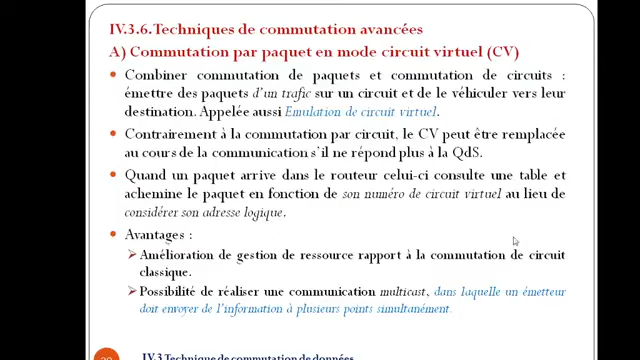 IV.3.6.Techniques de commutation avancées
A) Commutation par paquet en mode circuit virtuel (CV)
• Combiner commutation de paquets et commutation de circuits :
émettre des paquets d'un trafic sur un circuit et de le véhiculer vers leur
destination. Appelée aussi Emulation de circuit virtuel.
• Contrairement à la commutation par circuit, le CV peut être remplacée
au cours de la communication s'il ne répond plus à la QdS.
• Quand un paquet arrive dans le routeur celui-ci consulte une table et
achemine le paquet en fonction de son numéro de circuit virtuel au lieu de
considérer son adresse logique.
• Avantages :
➢ Amélioration de gestion de ressource rapport à la commutation de circuit
classique.
➢ Possibilité de réaliser une communication multicast, dans laquelle un émetteur
doit envoyer de l'information à plusieurs points simultanément.
IV.3.Technique de commutation de données